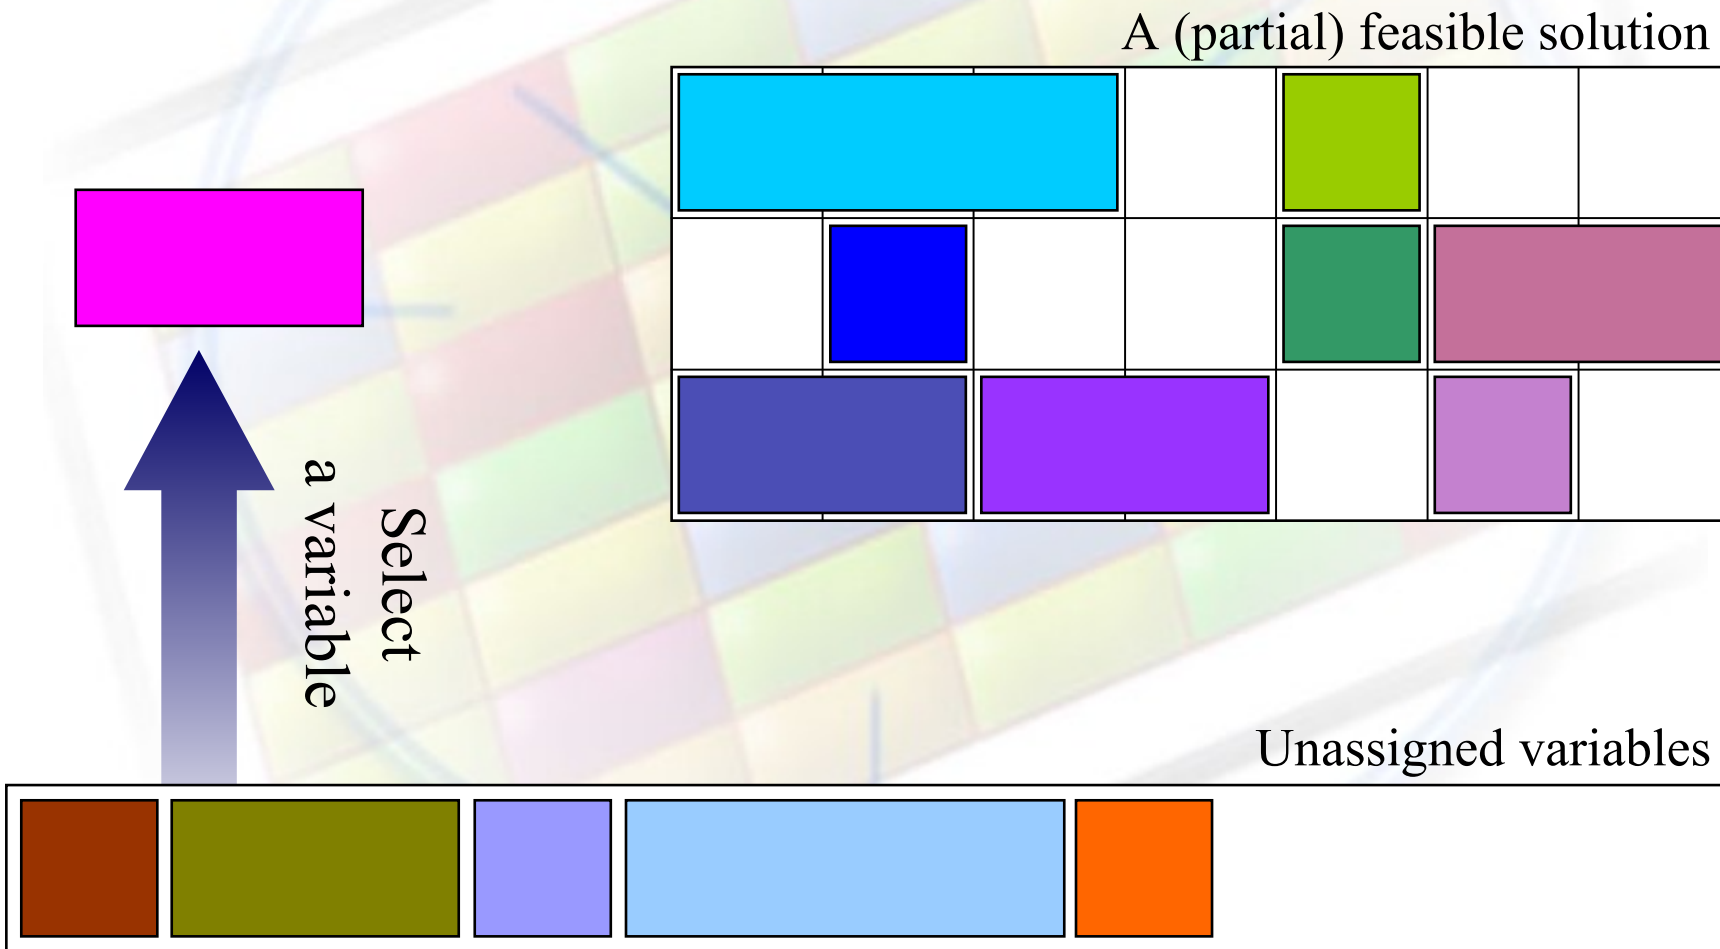 A (partial) feasible solution
Select
a variable
Unassigned variables